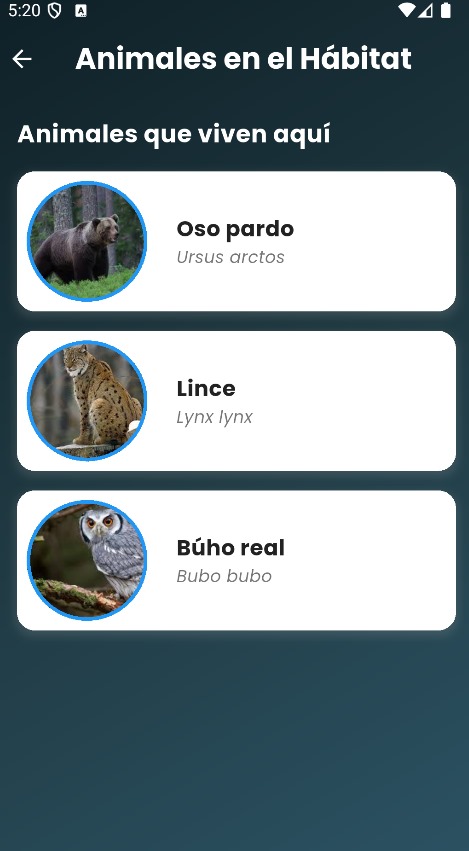 5:20
Animales en el Hábitat
Animales que viven aquí
Oso pardo
Ursus arctos
Lince
Lynx lynx
Búho real
Bubo bubo